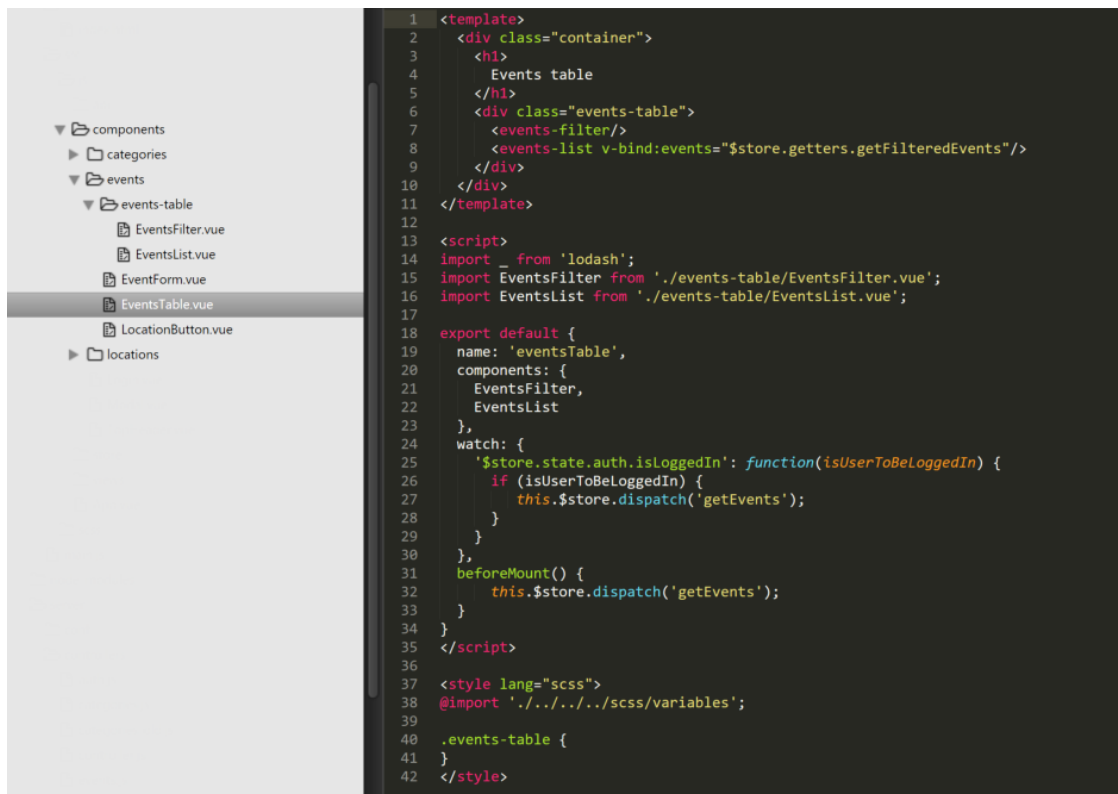 components
categories
events
events-table
EventsFilter.vue
EventsList.vue
EventForm.vue
EventsTable.vue
LocationButton.vue
locations
1 <template>
2   <div class="container">
3     <h1>
4       Events table
5     </h1>
6     <div class="events-table">
7       <events-filter/>
8       <events-list v-bind:events="$store.getters.getFilteredEvents"/>
9     </div>
10   </div>
11 </template>
12
13 <script>
14 import _ from 'lodash';
15 import EventsFilter from './events-table/EventsFilter.vue';
16 import EventsList from './events-table/EventsList.vue';
17
18 export default {
19   name: 'eventsTable',
20   components: {
21     EventsFilter,
22     EventsList
23   },
24   watch: {
25     '$store.state.auth.isLoggedIn': function(isUserToBeLoggedIn) {
26       if (isUserToBeLoggedIn) {
27          this.$store.dispatch('getEvents');
28       }
29     }
30   },
31   beforeMount() {
32       this.$store.dispatch('getEvents');
33   }
34 }
35 </script>
36
37 <style lang="scss">
38 @import './../../../scss/variables';
39
40 .events-table {
41 }
42 </style>